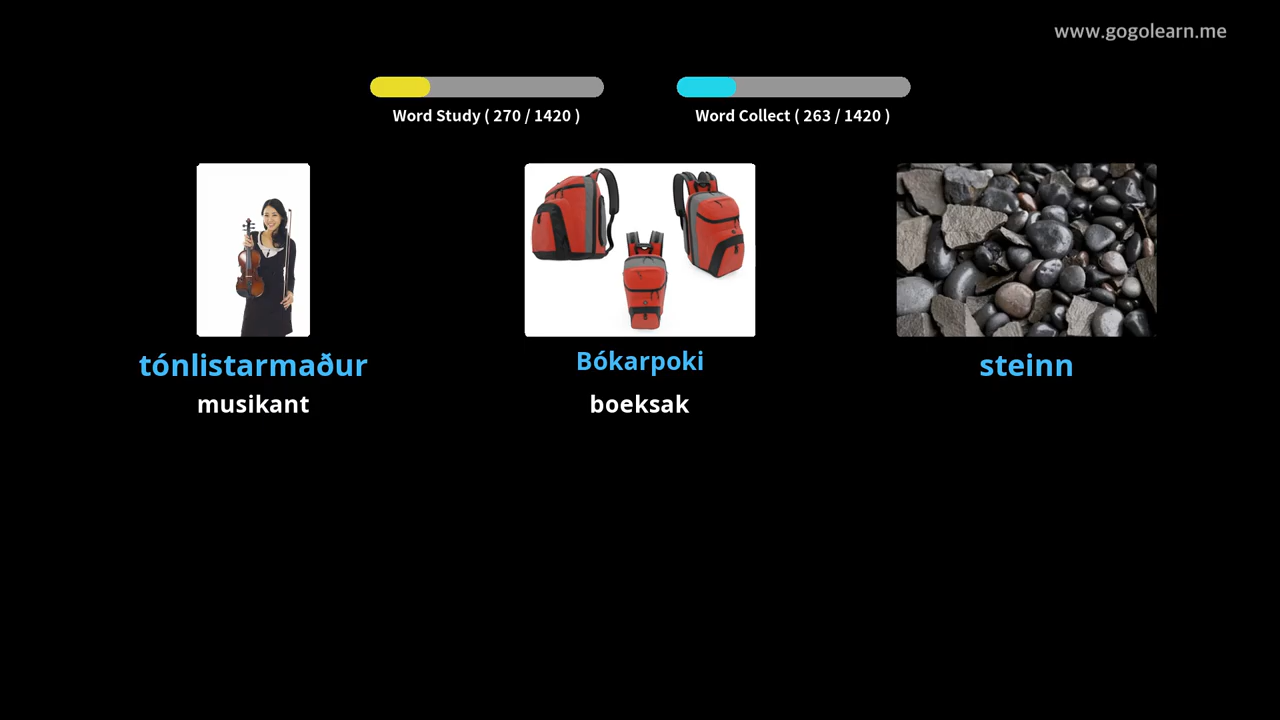 www.gogolearn.me
Word Study ( 270 / 1420 )
Word Collect ( 263 / 1420 )
tónlistarmaður
musikant
Bókarpoki
boeksak
steinn